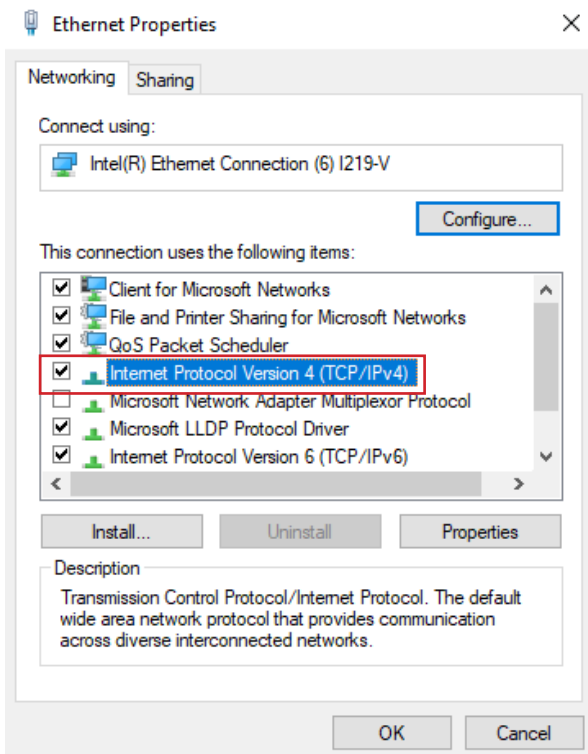 Ethernet Properties
Networking
Sharing
Connect using:
Intel(R) Ethernet Connection (6) I219-V
Configure...
This connection uses the following items:
Client for Microsoft Networks
File and Printer Sharing for Microsoft Networks
QoS Packet Scheduler
Internet Protocol Version 4 (TCP/IPv4)
Microsoft Network Adapter Multiplexor Protocol
Microsoft LLDP Protocol Driver
Internet Protocol Version 6 (TCP/IPv6)
Install...
Uninstall
Properties
Description
Transmission Control Protocol/Internet Protocol. The default
wide area network protocol that provides communication
across diverse interconnected networks.
OK
Cancel